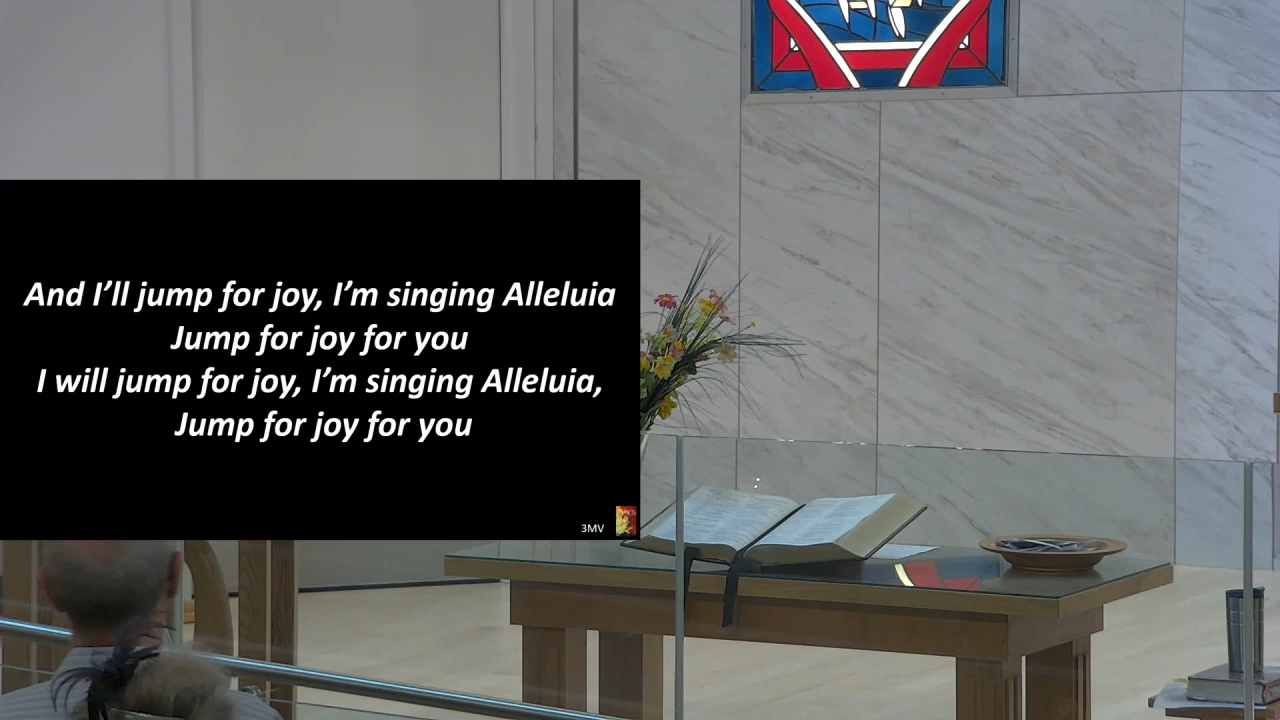 And I’ll jump for joy, I’m singing Alleluia
Jump for joy for you
I will jump for joy, I’m singing Alleluia,
Jump for joy for you
3MV